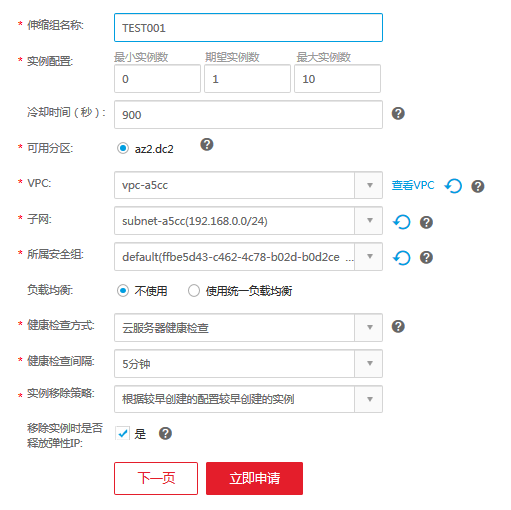 * 伸缩组名称: TEST001
* 实例配置: 最小实例数 期望实例数 最大实例数
0 1 10
冷却时间（秒）: 900 ?
* 可用分区: az2.dc2 ?
* VPC: vpc-a5cc 查看VPC ?
* 子网: subnet-a5cc(192.168.0.0/24) ?
* 所属安全组: default(ffbe5d43-c462-4c78-b02d-b0d2ce ... ?
负载均衡: 不使用 使用统一负载均衡
* 健康检查方式: 云服务器健康检查 ?
* 健康检查间隔: 5分钟
* 实例移除策略: 根据较早创建的配置较早创建的实例
移除实例时是否
释放弹性IP: 是 ?
下一页 立即申请